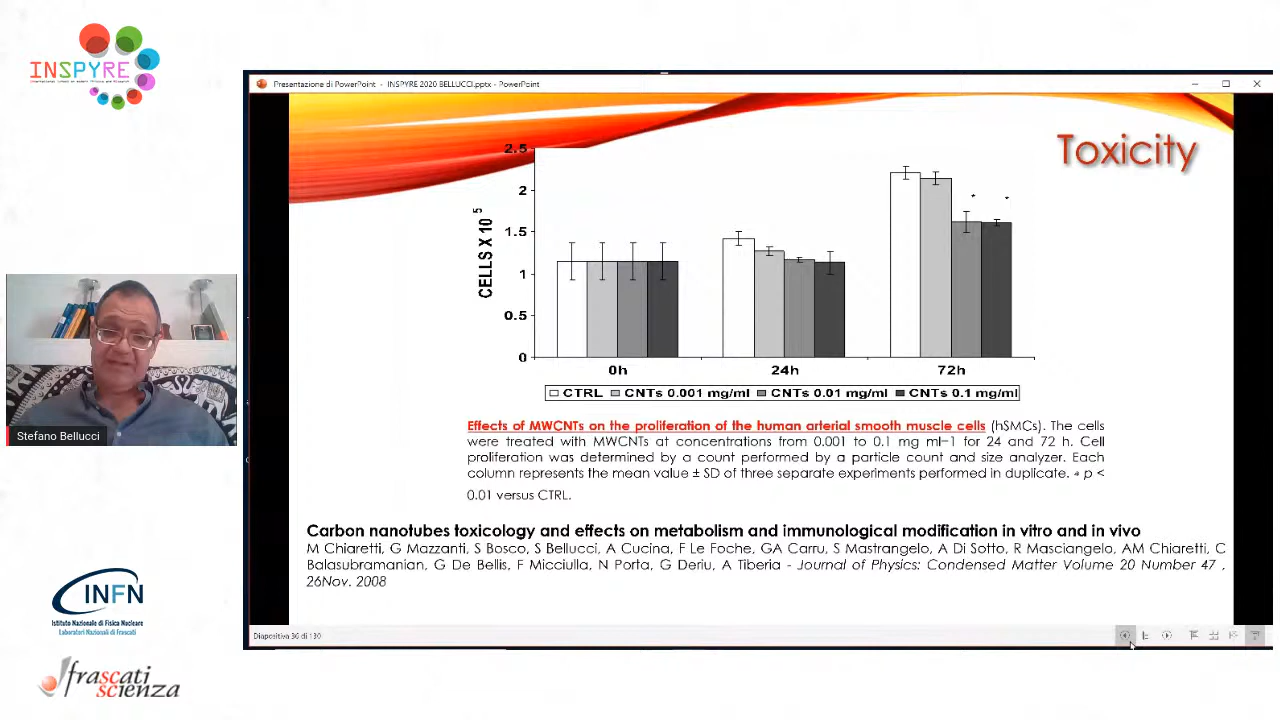 INSPYRE
Presentazione di PowerPoint - INSPYRE 2020 BELLUCCI.pptx - PowerPoint
Toxicity
2.5
2
1.5
1
0.5
0
CELLS X 10 5
* *
0h 24h 72h
CTRL CNTs 0.001 mg/ml CNTs 0.01 mg/ml CNTs 0.1 mg/ml
Effects of MWCNTs on the proliferation of the human arterial smooth muscle cells (hSMCs). The cells
were treated with MWCNTs at concentrations from 0.001 to 0.1 mg ml−1 for 24 and 72 h. Cell
proliferation was determined by a count performed by a particle count and size analyzer. Each
column represents the mean value ± SD of three separate experiments performed in duplicate. * p <
0.01 versus CTRL.
Carbon nanotubes toxicology and effects on metabolism and immunological modification in vitro and in vivo
M Chiaretti, G Mazzanti, S Bosco, S Bellucci, A Cucina, F Le Foche, GA Carru, S Mastrangelo, A Di Sotto, R Masciangelo, AM Chiaretti, C
Balasubramanian, G De Bellis, F Micciulla, N Porta, G Deriu, A Tiberia - Journal of Physics: Condensed Matter Volume 20 Number 47 ,
26Nov. 2008
Diapositiva 36 di 130
Stefano Bellucci
INFN
Istituto Nazionale di Fisica Nucleare
Laboratori Nazionali di Frascati
frascati
scienza